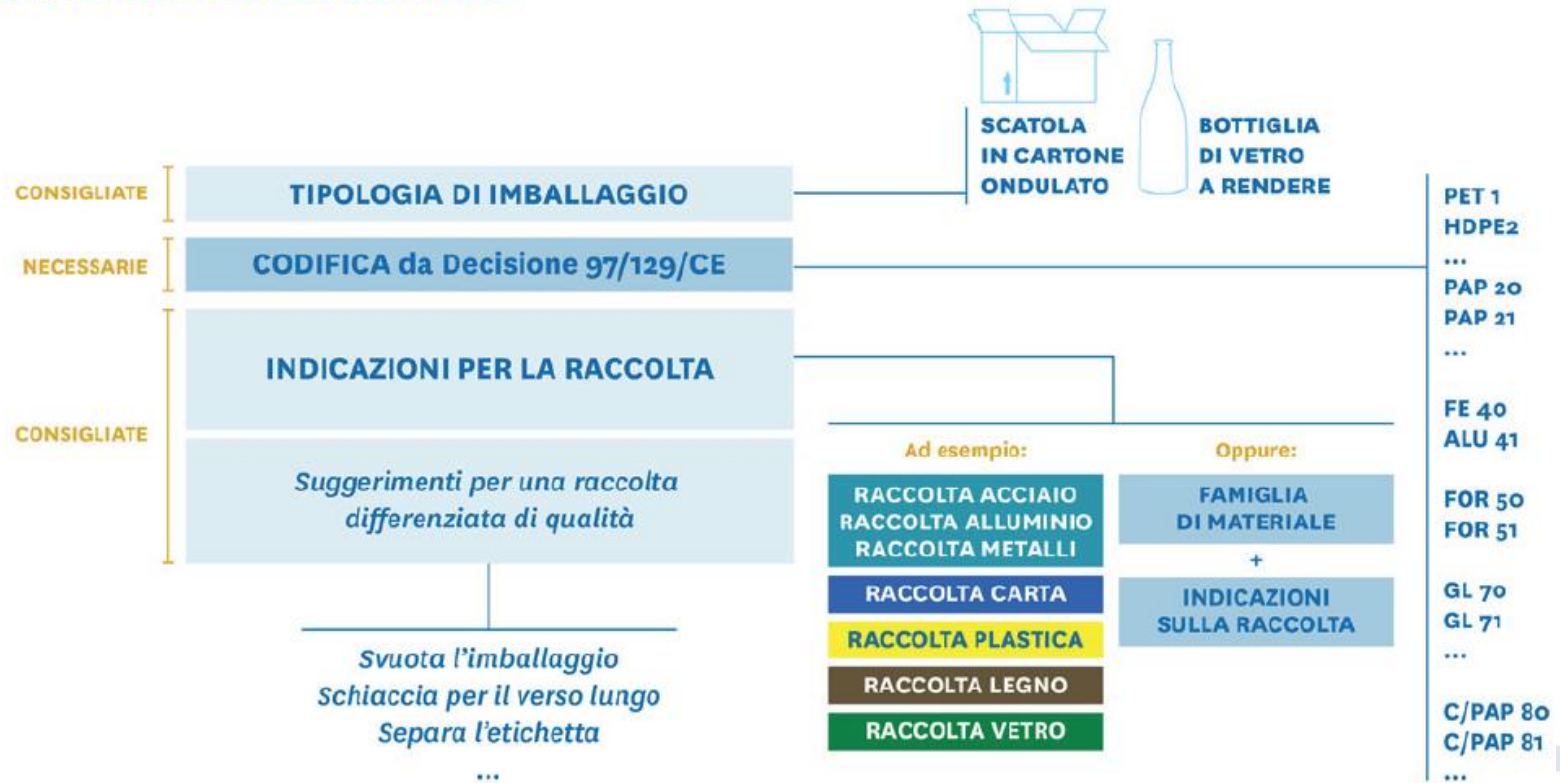 SCATOLA
IN CARTONE
ONDULATO
BOTTIGLIA
DI VETRO
A RENDERE
CONSIGLIATE
TIPOLOGIA DI IMBALLAGGIO
NECESSARIE
CODIFICA da Decisione 97/129/CE
CONSIGLIATE
INDICAZIONI PER LA RACCOLTA
Suggerimenti per una raccolta
differenziata di qualità
Svuota l'imballaggio
Schiaccia per il verso lungo
Separa l'etichetta
...
Ad esempio:
RACCOLTA ACCIAIO
RACCOLTA ALLUMINIO
RACCOLTA METALLI
RACCOLTA CARTA
RACCOLTA PLASTICA
RACCOLTA LEGNO
RACCOLTA VETRO
Oppure:
FAMIGLIA
DI MATERIALE
+
INDICAZIONI
SULLA RACCOLTA
PET 1
HDPE2
...
PAP 20
PAP 21
...
FE 40
ALU 41
FOR 50
FOR 51
GL 70
GL 71
...
C/PAP 80
C/PAP 81
...